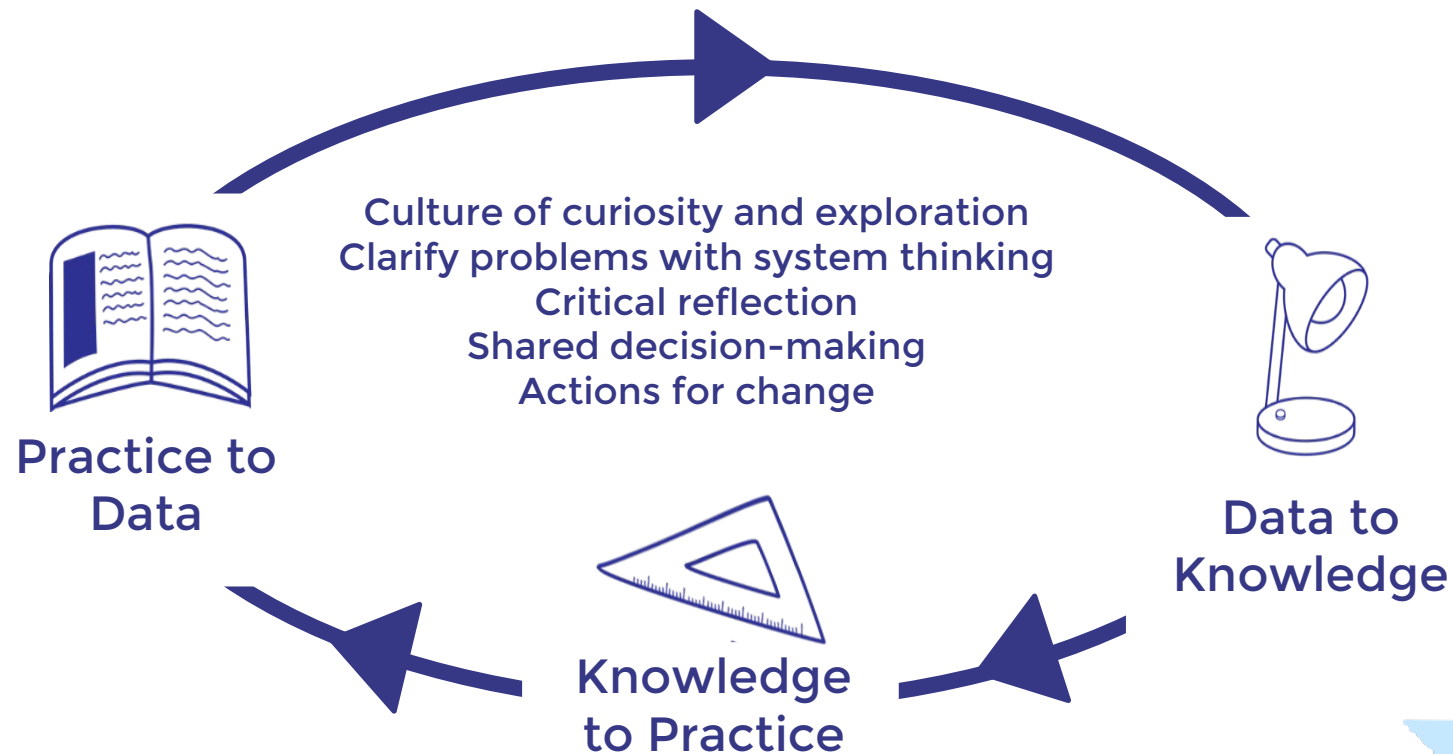 Culture of curiosity and exploration
Clarify problems with system thinking
Critical reflection
Shared decision-making
Actions for change
Practice to
Data
Data to
Knowledge
Knowledge
to Practice